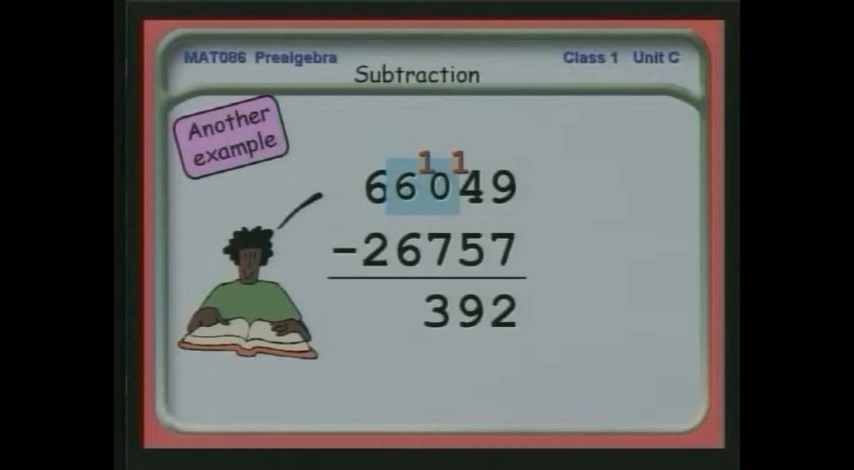 MAT086 Prealgebra
Class 1 Unit C
Subtraction
Another
example
1 1
66049
-26757
392